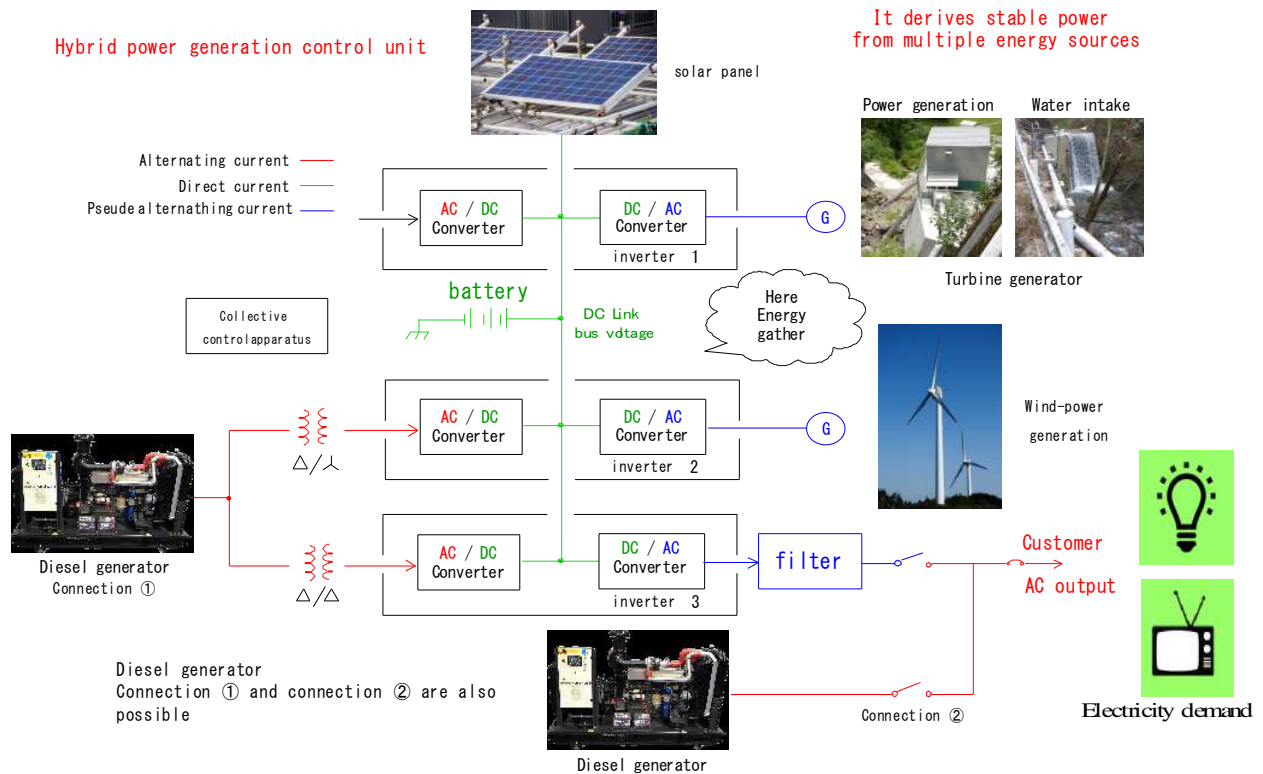 Hybrid power generation control unit
It derives stable power
from multiple energy sources
solar panel
Power generation
Water intake
Alternating current
Direct current
Pseude alternathing current
AC / DC
Converter
DC / AC
Converter
inverter 1
G
Turbine generator
battery
DC Link
bus vdtage
Here
Energy
gather
Collective
controlapparatus
AC / DC
Converter
DC / AC
Converter
inverter 2
G
Wind-power
generation
△/⅄
Diesel generator
Connection ①
△/△
AC / DC
Converter
DC / AC
Converter
inverter 3
filter
Customer
AC output
Diesel generator
Connection ① and connection ② are also
possible
Connection ②
Electricity demand
Diesel generator